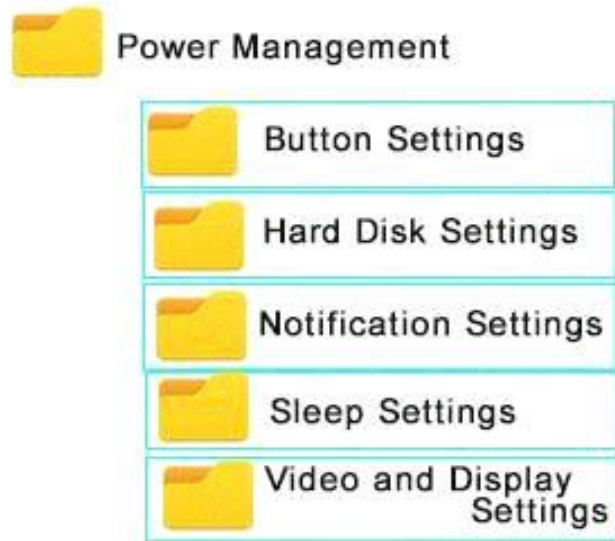 Power Management
Button Settings
Hard Disk Settings
Notification Settings
Sleep Settings
Video and Display
Settings